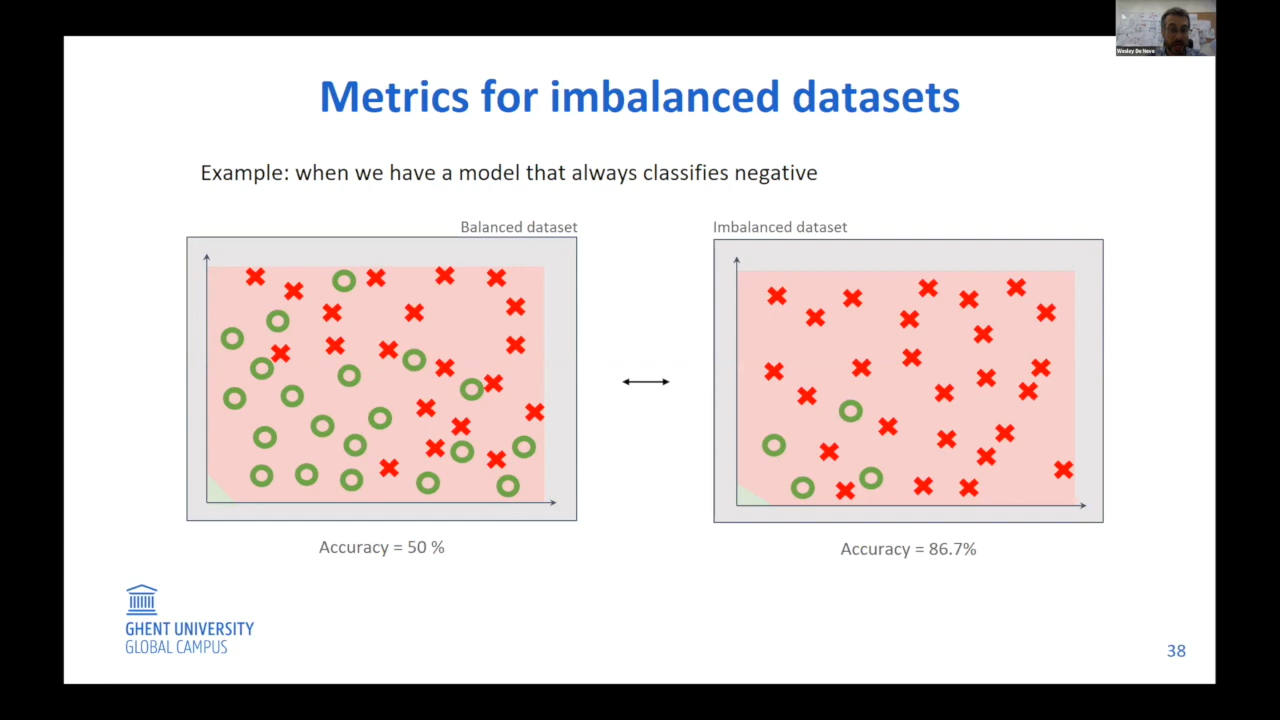 Wesley De Neve
Metrics for imbalanced datasets
Example: when we have a model that always classifies negative
Balanced dataset
Imbalanced dataset
Accuracy = 50 %
Accuracy = 86.7%
GHENT UNIVERSITY
GLOBAL CAMPUS
38